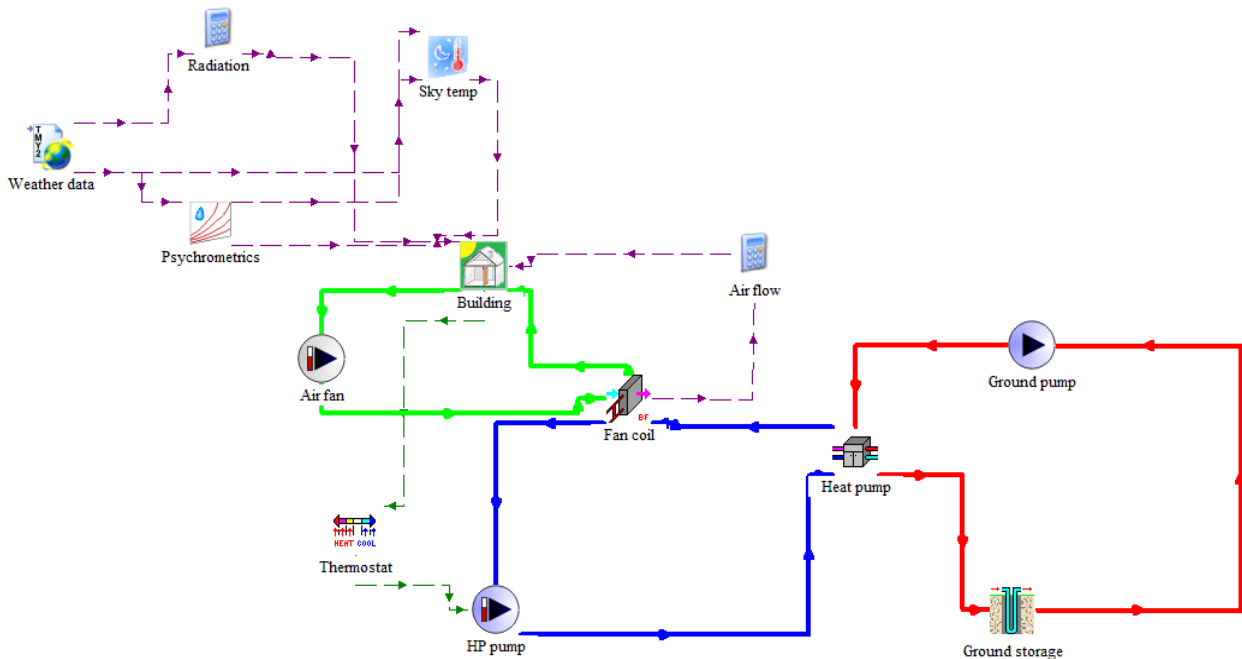 Radiation
Sky temp
TMY2
Weather data
Psychrometrics
Building
Air flow
Air fan
Ground pump
BF
Fan coil
Heat pump
HEAT COOL
Thermostat
HP pump
Ground storage